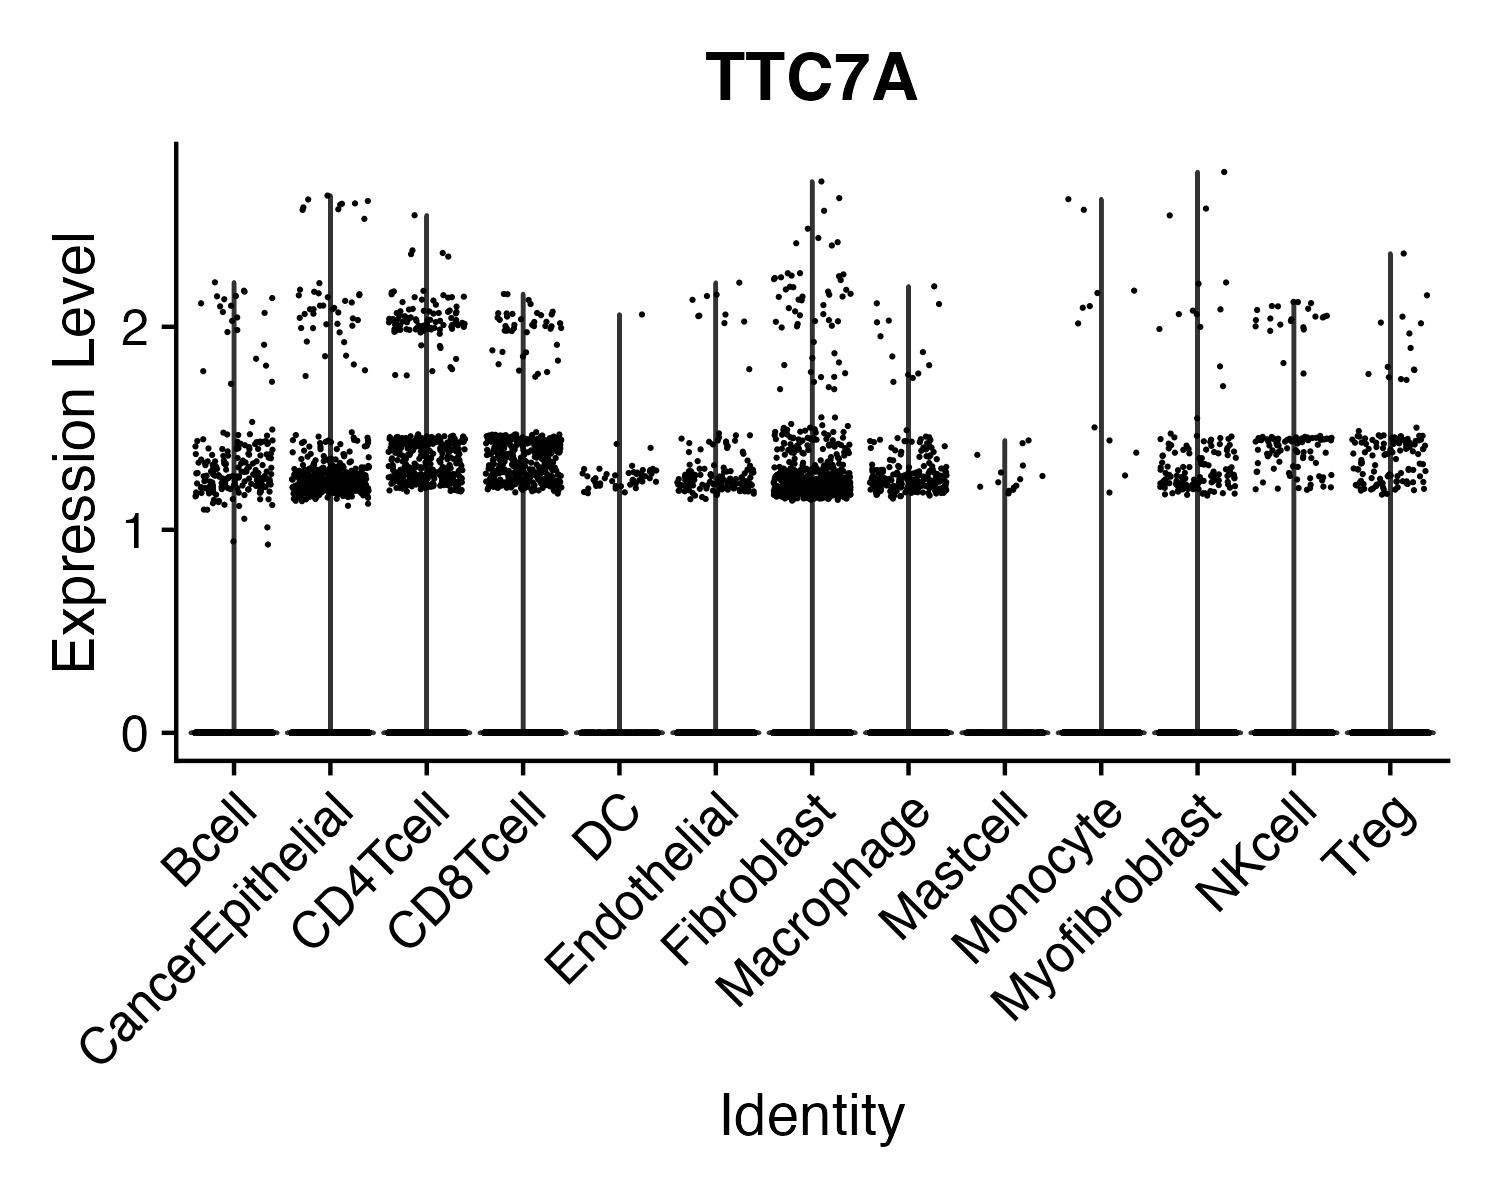 TTC7A
Expression Level
2
1
0
Bcell
CancerEpithelial
CD4Tcell
CD8Tcell
DC
Endothelial
Fibroblast
Macrophage
Mastcell
Monocyte
Myofibroblast
NKcell
Treg
Identity